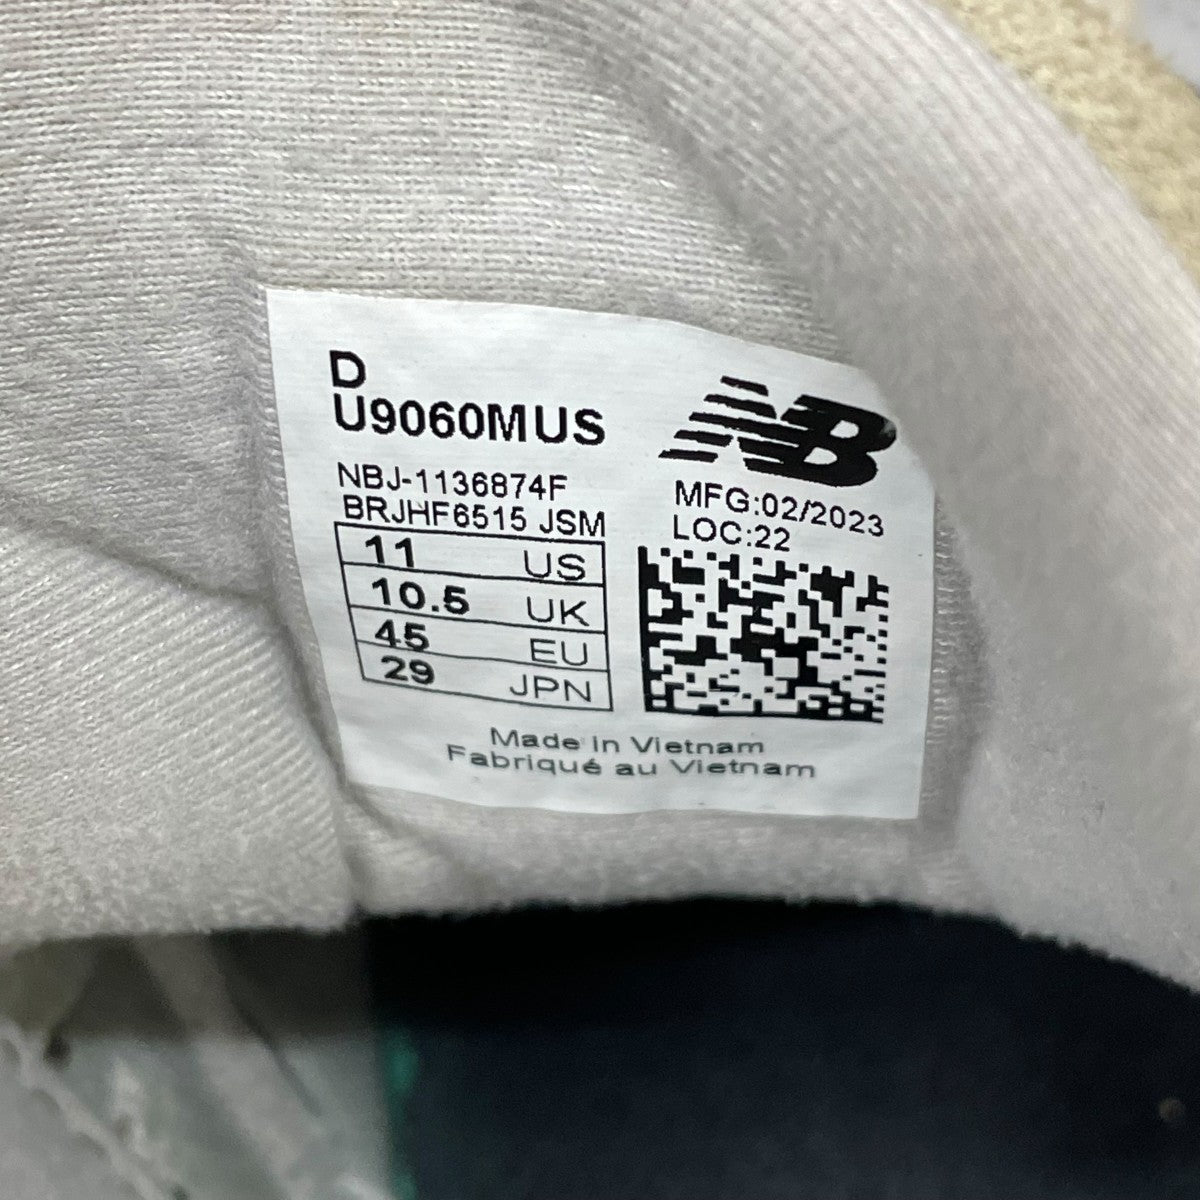 D
U9060MUS
NB
NBJ-1136874F
BRJHF6515 JSM
MFG:02/2023
LOC:22
11 US
10.5 UK
45 EU
29 JPN
Made in Vietnam
Fabriqué au Vietnam